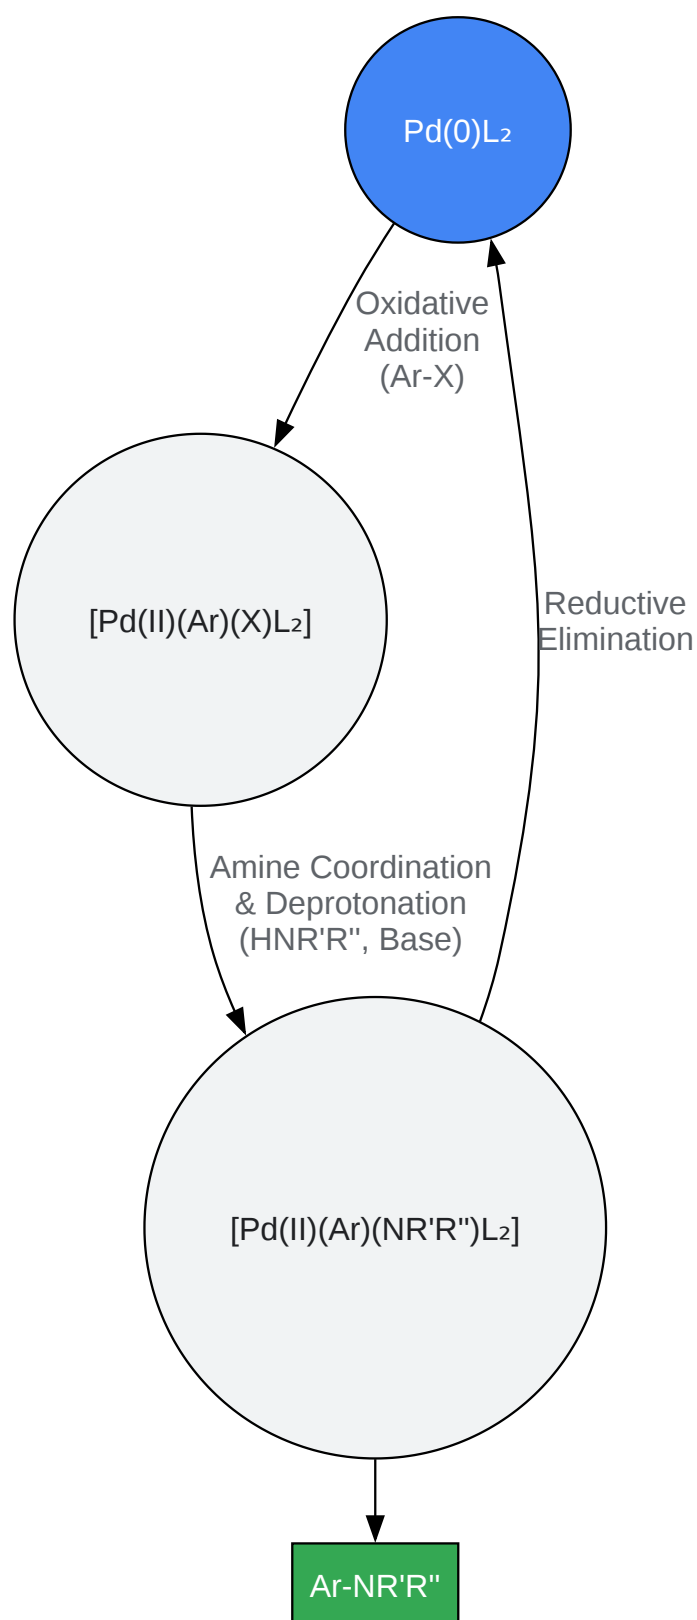 Pd(0)L₂
Oxidative
Addition
(Ar-X)
[Pd(II)(Ar)(X)L₂]
Reductive
Elimination
Amine Coordination
& Deprotonation
(HNR'R", Base)
[Pd(II)(Ar)(NR'R")L₂]
Ar-NR'R"